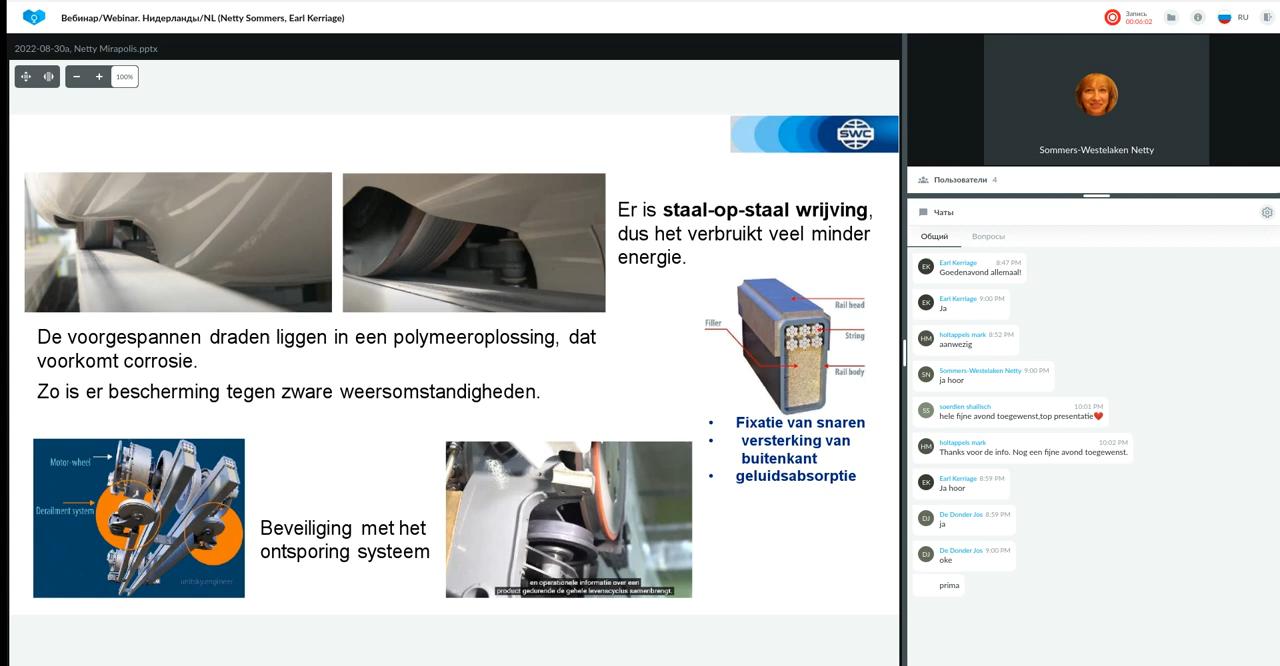 Вебинар/Webinar. Нидерланды/NL (Netty Sommers, Earl Kerriage)
Запись
00:06:02
RU
2022-08-30a, Netty Mirapolis.pptx
100%
SWC
Er is staal-op-staal wrijving,
dus het verbruikt veel minder
energie.
Rail head
Filler
String
Rail body
De voorgespannen draden liggen in een polymeeroplossing, dat
voorkomt corrosie.
Zo is er bescherming tegen zware weersomstandigheden.
• Fixatie van snaren
• versterking van
buitenkant
• geluidsabsorptie
Motor-wheel
Derailment system
unitsky.engineer
Beveiliging met het
ontsporing systeem
en operationele informatie over een
product gedurende de gehele levenscyclus samenbrengt.
Sommers-Westelaken Netty
Пользователи 4
Чаты
Общий Вопросы
EK Earl Kerriage 8:47 PM
Goedenavond allemaal!
EK Earl Kerriage 9:00 PM
Ja
HM holtappels mark 8:52 PM
aanwezig
SN Sommers-Westelaken Netty 9:00 PM
ja hoor
SS soerdien shallisch 10:01 PM
hele fijne avond toegewenst,top presentatie❤️
HM holtappels mark 10:02 PM
Thanks voor de info. Nog een fijne avond toegewenst.
EK Earl Kerriage 8:59 PM
Ja hoor
DJ De Donder Jos 8:59 PM
ja
DJ De Donder Jos 9:00 PM
oke
prima